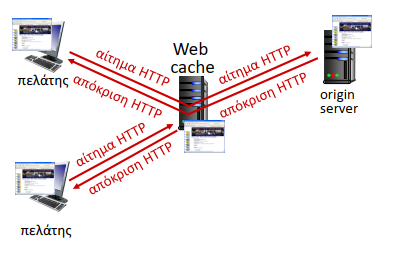 Web
cache
αίτημα HTTP
απόκριση HTTP
πελάτης
αίτημα HTTP
απόκριση HTTP
origin
server
αίτημα HTTP
απόκριση HTTP
πελάτης